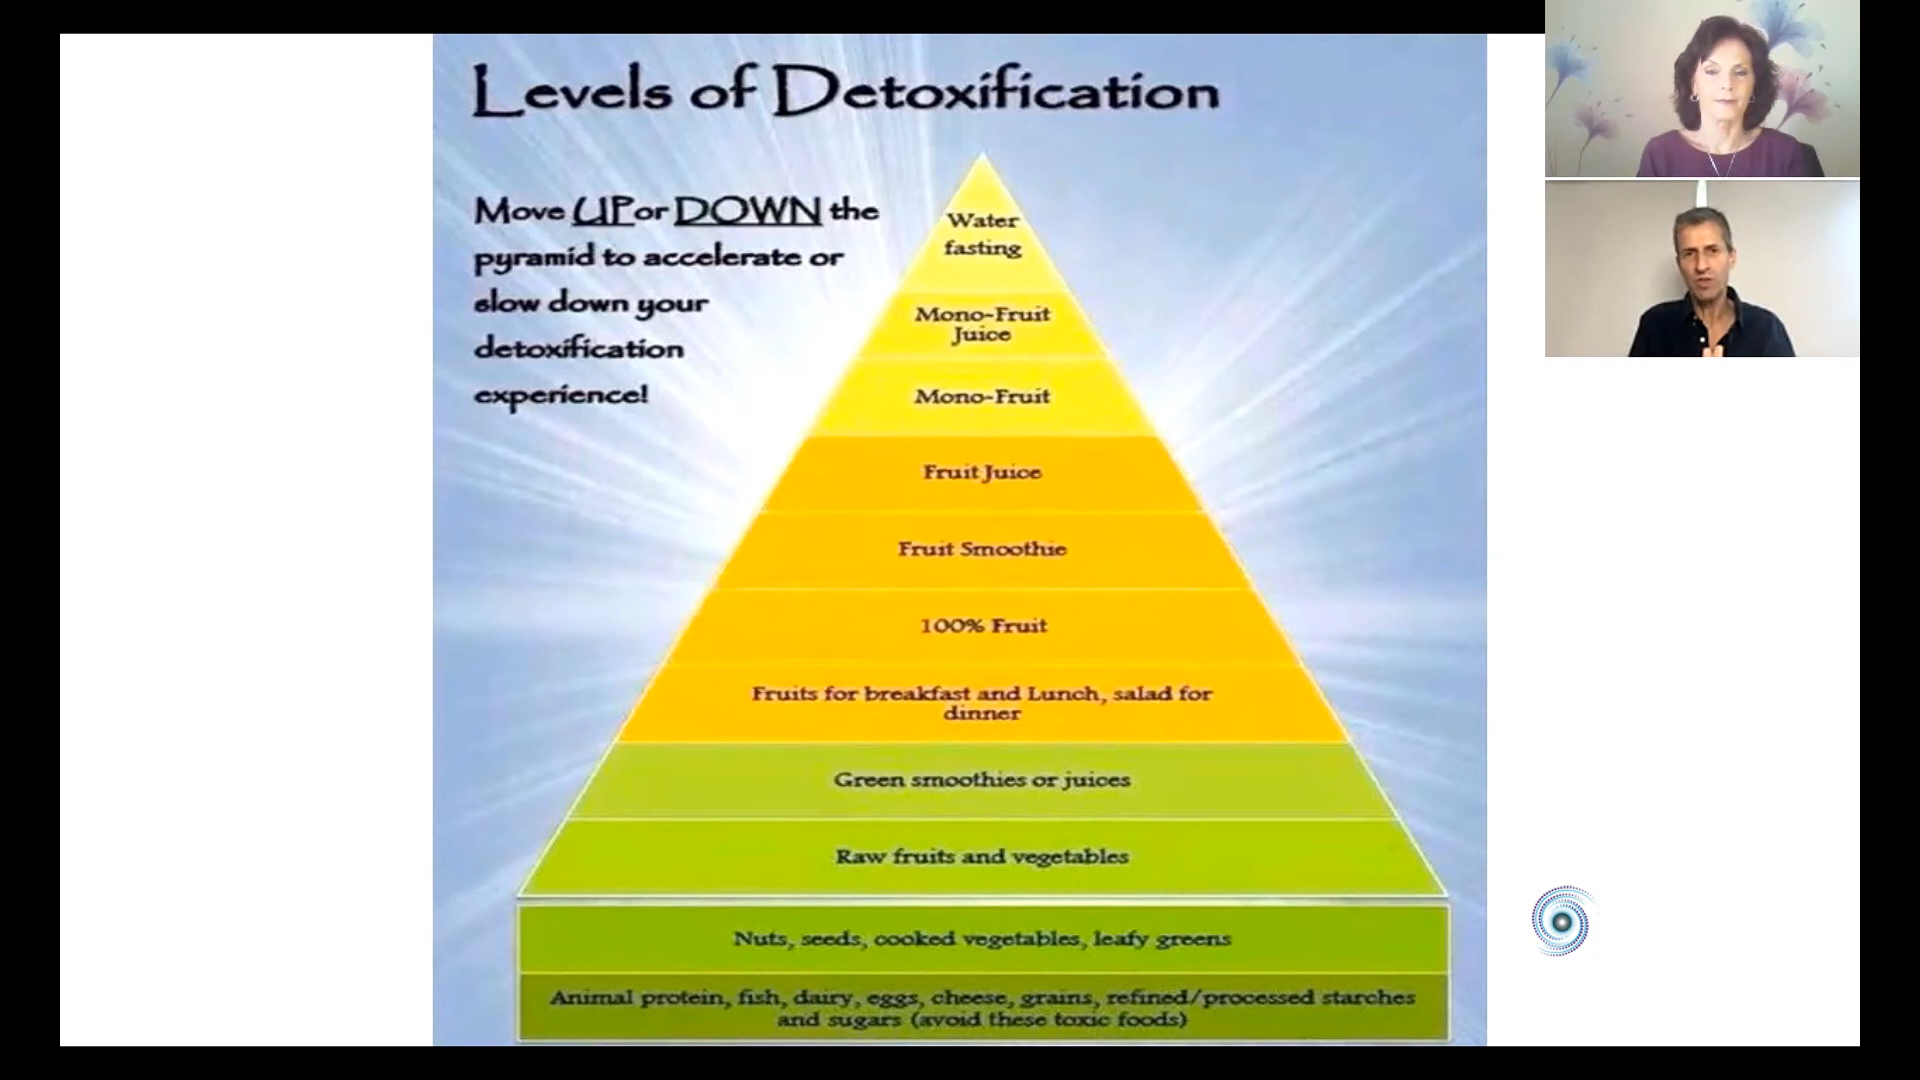 Levels of Detoxification
Move UP or DOWN the
pyramid to accelerate or
slow down your
detoxification
experience!
Water
fasting
Mono-Fruit
Juice
Mono-Fruit
Fruit Juice
Fruit Smoothie
100% Fruit
Fruits for breakfast and Lunch, salad for
dinner
Green smoothies or juices
Raw fruits and vegetables
Nuts, seeds, cooked vegetables, leafy greens
Animal protein, fish, dairy, eggs, cheese, grains, refined/processed starches
and sugars (avoid these toxic foods)